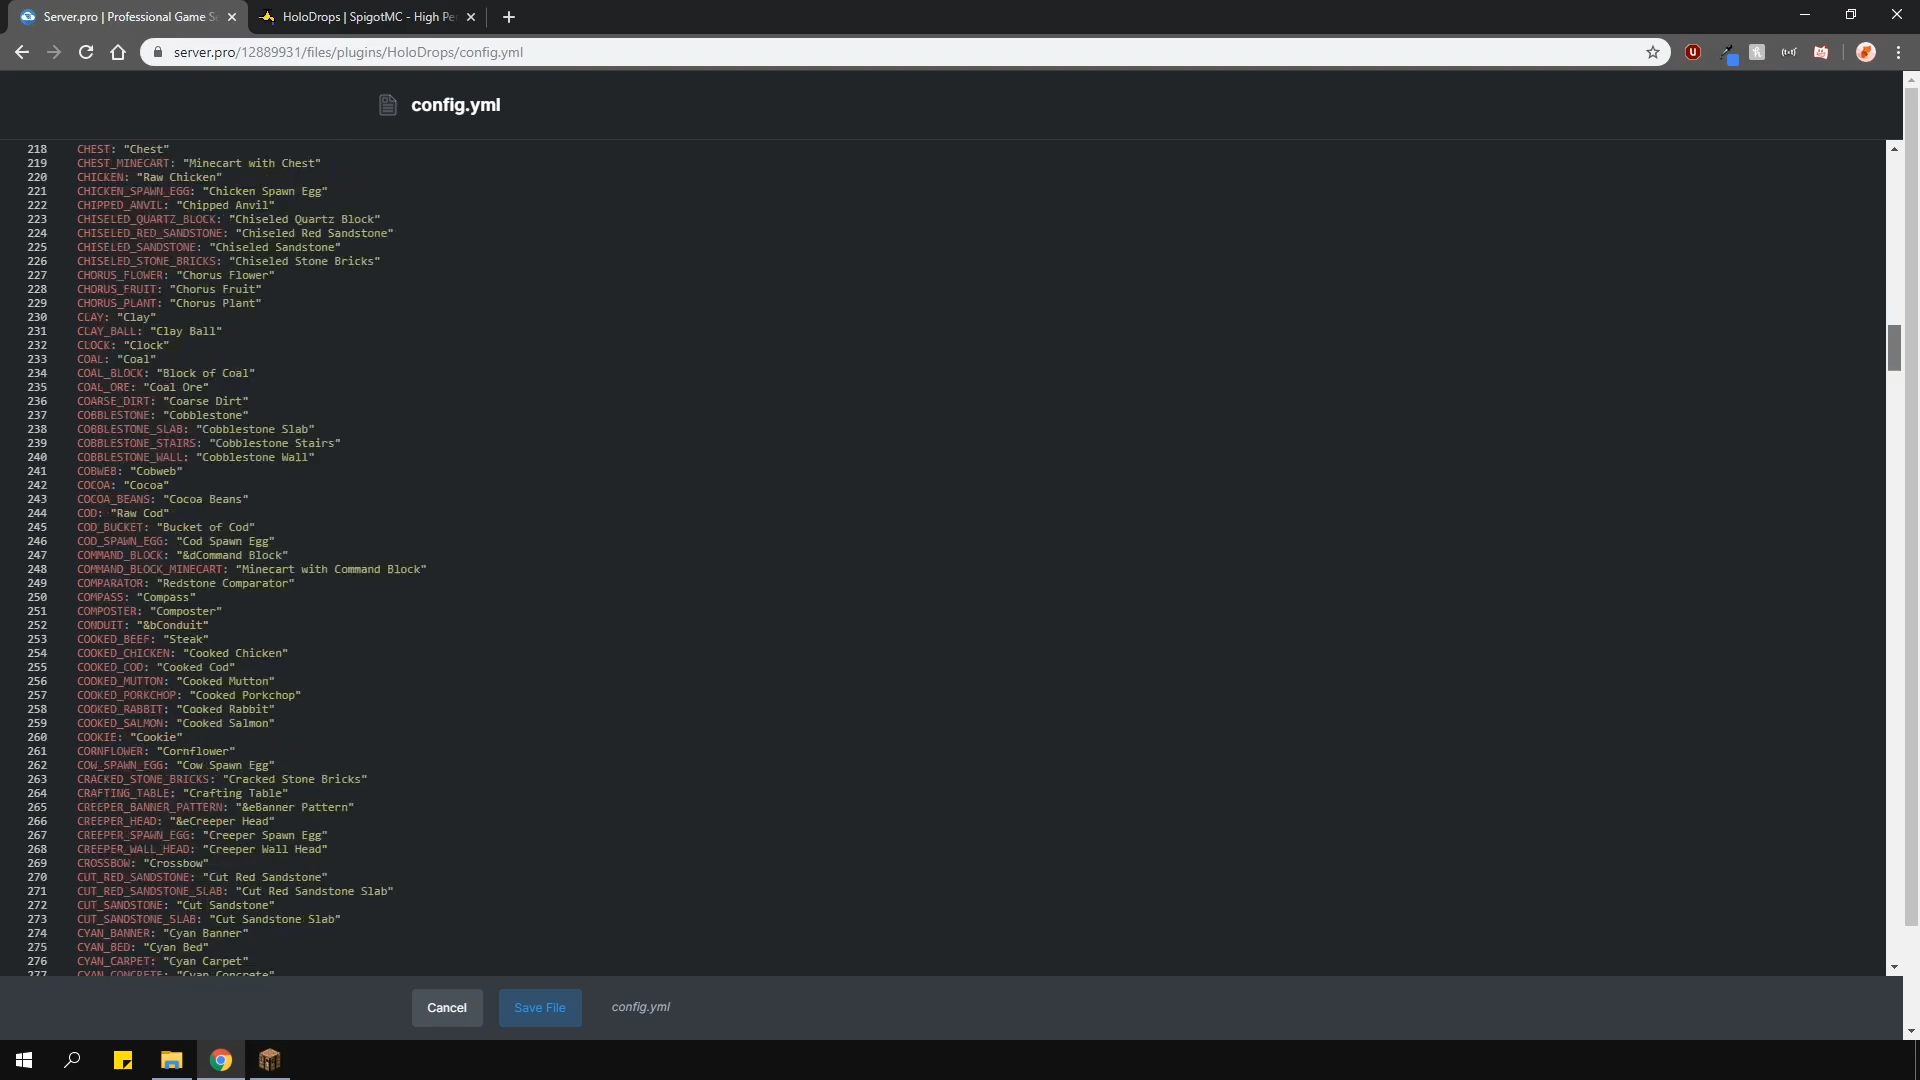 Server.pro | Professional Game S
HoloDrops | SpigotMC - High Pe
server.pro/12889931/files/plugins/HoloDrops/config.yml
config.yml
218 CHEST: "Chest"
219 CHEST_MINECART: "Minecart with Chest"
220 CHICKEN: "Raw Chicken"
221 CHICKEN_SPAWN_EGG: "Chicken Spawn Egg"
222 CHIPPED_ANVIL: "Chipped Anvil"
223 CHISELED_QUARTZ_BLOCK: "Chiseled Quartz Block"
224 CHISELED_RED_SANDSTONE: "Chiseled Red Sandstone"
225 CHISELED_SANDSTONE: "Chiseled Sandstone"
226 CHISELED_STONE_BRICKS: "Chiseled Stone Bricks"
227 CHORUS_FLOWER: "Chorus Flower"
228 CHORUS_FRUIT: "Chorus Fruit"
229 CHORUS_PLANT: "Chorus Plant"
230 CLAY: "Clay"
231 CLAY_BALL: "Clay Ball"
232 CLOCK: "Clock"
233 COAL: "Coal"
234 COAL_BLOCK: "Block of Coal"
235 COAL_ORE: "Coal Ore"
236 COARSE_DIRT: "Coarse Dirt"
237 COBBLESTONE: "Cobblestone"
238 COBBLESTONE_SLAB: "Cobblestone Slab"
239 COBBLESTONE_STAIRS: "Cobblestone Stairs"
240 COBBLESTONE_WALL: "Cobblestone Wall"
241 COBWEB: "Cobweb"
242 COCOA: "Cocoa"
243 COCOA_BEANS: "Cocoa Beans"
244 COD: "Raw Cod"
245 COD_BUCKET: "Bucket of Cod"
246 COD_SPAWN_EGG: "Cod Spawn Egg"
247 COMMAND_BLOCK: "&dCommand Block"
248 COMMAND_BLOCK_MINECART: "Minecart with Command Block"
249 COMPARATOR: "Redstone Comparator"
250 COMPASS: "Compass"
251 COMPOSTER: "Composter"
252 CONDUIT: "&bConduit"
253 COOKED_BEEF: "Steak"
254 COOKED_CHICKEN: "Cooked Chicken"
255 COOKED_COD: "Cooked Cod"
256 COOKED_MUTTON: "Cooked Mutton"
257 COOKED_PORKCHOP: "Cooked Porkchop"
258 COOKED_RABBIT: "Cooked Rabbit"
259 COOKED_SALMON: "Cooked Salmon"
260 COOKIE: "Cookie"
261 CORNFLOWER: "Cornflower"
262 COW_SPAWN_EGG: "Cow Spawn Egg"
263 CRACKED_STONE_BRICKS: "Cracked Stone Bricks"
264 CRAFTING_TABLE: "Crafting Table"
265 CREEPER_BANNER_PATTERN: "&eBanner Pattern"
266 CREEPER_HEAD: "&eCreeper Head"
267 CREEPER_SPAWN_EGG: "Creeper Spawn Egg"
268 CREEPER_WALL_HEAD: "Creeper Wall Head"
269 CROSSBOW: "Crossbow"
270 CUT_RED_SANDSTONE: "Cut Red Sandstone"
271 CUT_RED_SANDSTONE_SLAB: "Cut Red Sandstone Slab"
272 CUT_SANDSTONE: "Cut Sandstone"
273 CUT_SANDSTONE_SLAB: "Cut Sandstone Slab"
274 CYAN_BANNER: "Cyan Banner"
275 CYAN_BED: "Cyan Bed"
276 CYAN_CARPET: "Cyan Carpet"
277 CYAN_CONCRETE: "Cyan Concrete"
Cancel
Save File
config.yml